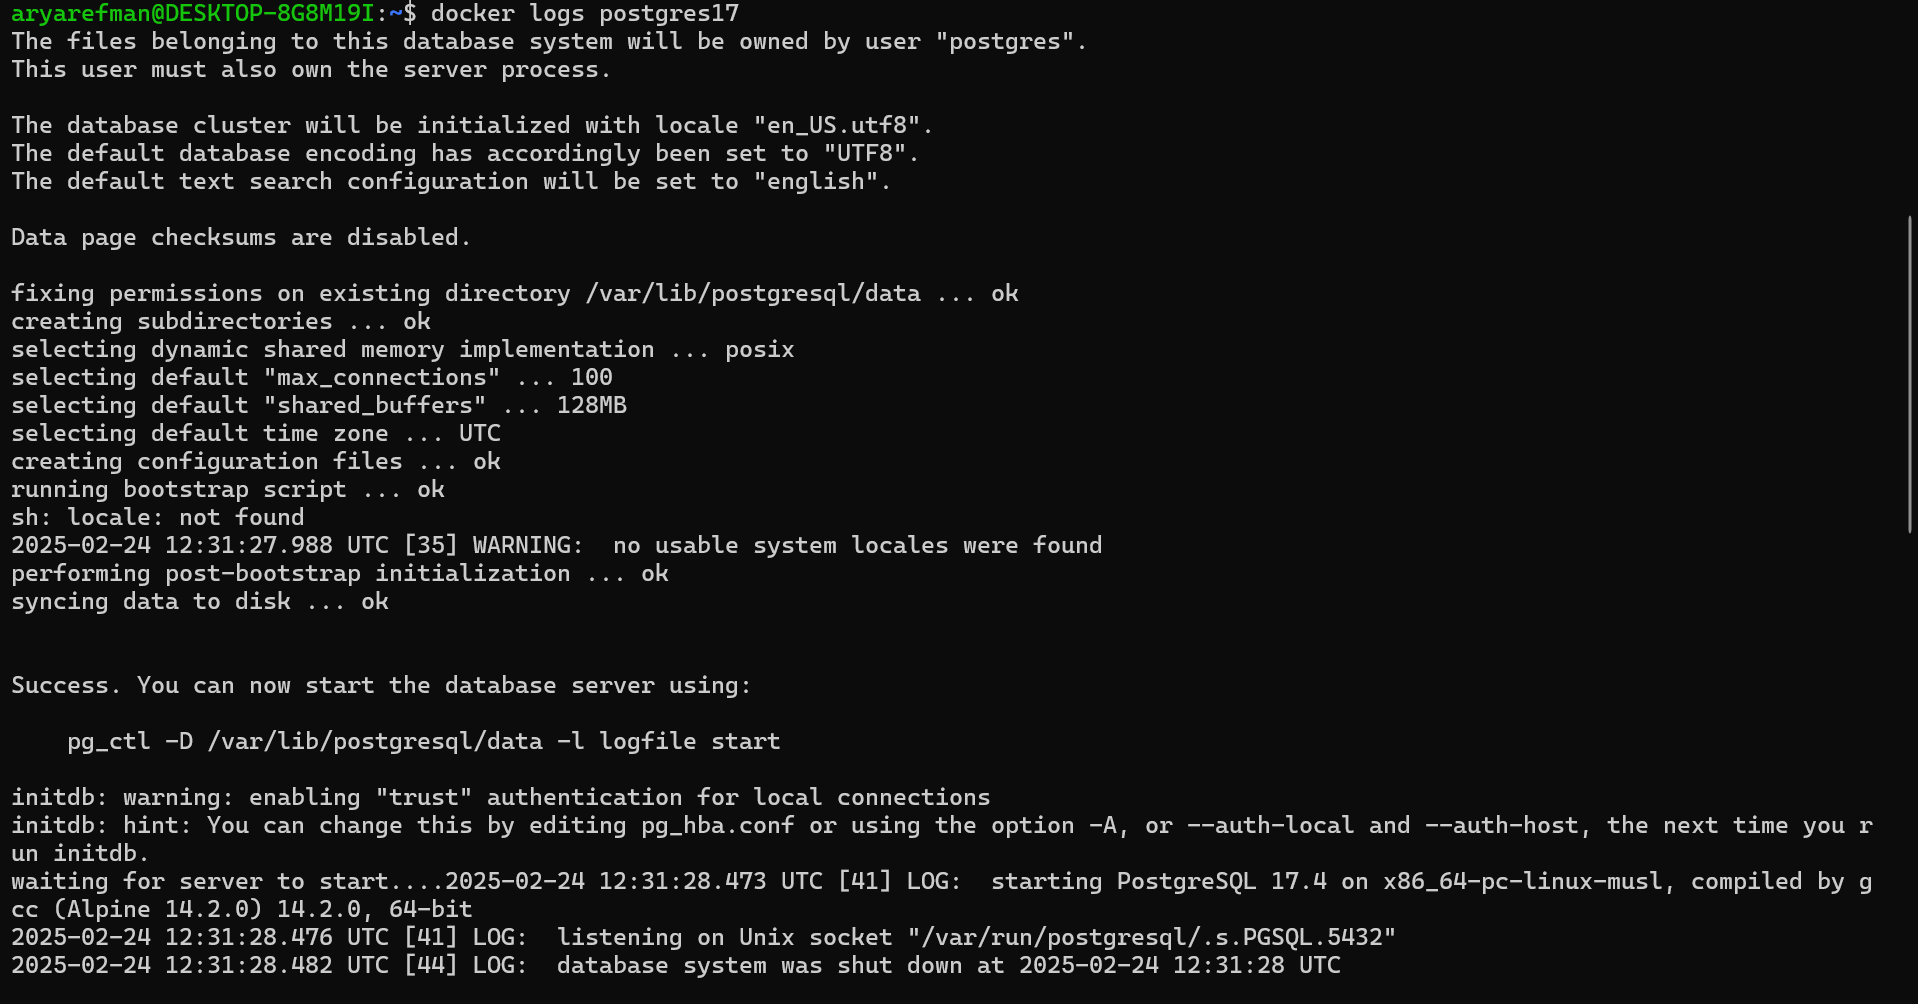 aryarefman@DESKTOP-8G8M19I:~$ docker logs postgres17
The files belonging to this database system will be owned by user "postgres".
This user must also own the server process.
The database cluster will be initialized with locale "en_US.utf8".
The default database encoding has accordingly been set to "UTF8".
The default text search configuration will be set to "english".
Data page checksums are disabled.
fixing permissions on existing directory /var/lib/postgresql/data ... ok
creating subdirectories ... ok
selecting dynamic shared memory implementation ... posix
selecting default "max_connections" ... 100
selecting default "shared_buffers" ... 128MB
selecting default time zone ... UTC
creating configuration files ... ok
running bootstrap script ... ok
sh: locale: not found
2025-02-24 12:31:27.988 UTC [35] WARNING:  no usable system locales were found
performing post-bootstrap initialization ... ok
syncing data to disk ... ok
Success. You can now start the database server using:
    pg_ctl -D /var/lib/postgresql/data -l logfile start
initdb: warning: enabling "trust" authentication for local connections
initdb: hint: You can change this by editing pg_hba.conf or using the option -A, or --auth-local and --auth-host, the next time you r
un initdb.
waiting for server to start....2025-02-24 12:31:28.473 UTC [41] LOG:  starting PostgreSQL 17.4 on x86_64-pc-linux-musl, compiled by g
cc (Alpine 14.2.0) 14.2.0, 64-bit
2025-02-24 12:31:28.476 UTC [41] LOG:  listening on Unix socket "/var/run/postgresql/.s.PGSQL.5432"
2025-02-24 12:31:28.482 UTC [44] LOG:  database system was shut down at 2025-02-24 12:31:28 UTC